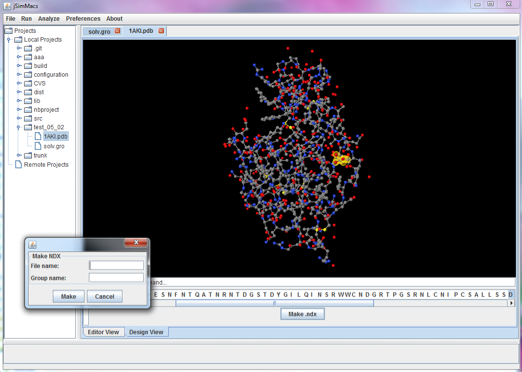 jSimMacs
File Run Analyze Preferences About
Projects
Local Projects
.git
aaa
build
configuration
CVS
dist
lib
nbproject
src
test_05_02
1AKI.pdb
solv.gro
trunk
Remote Projects
solv.gro 1AKI.pdb
Make NDX
File name:
Group name:
Make Cancel
and...
E S N F N T Q A T N R N T D G S T D Y G I L Q I N S R W W C N D G R T P G S R N L C N I P C S A L L S S D
Make .ndx
Editor View Design View